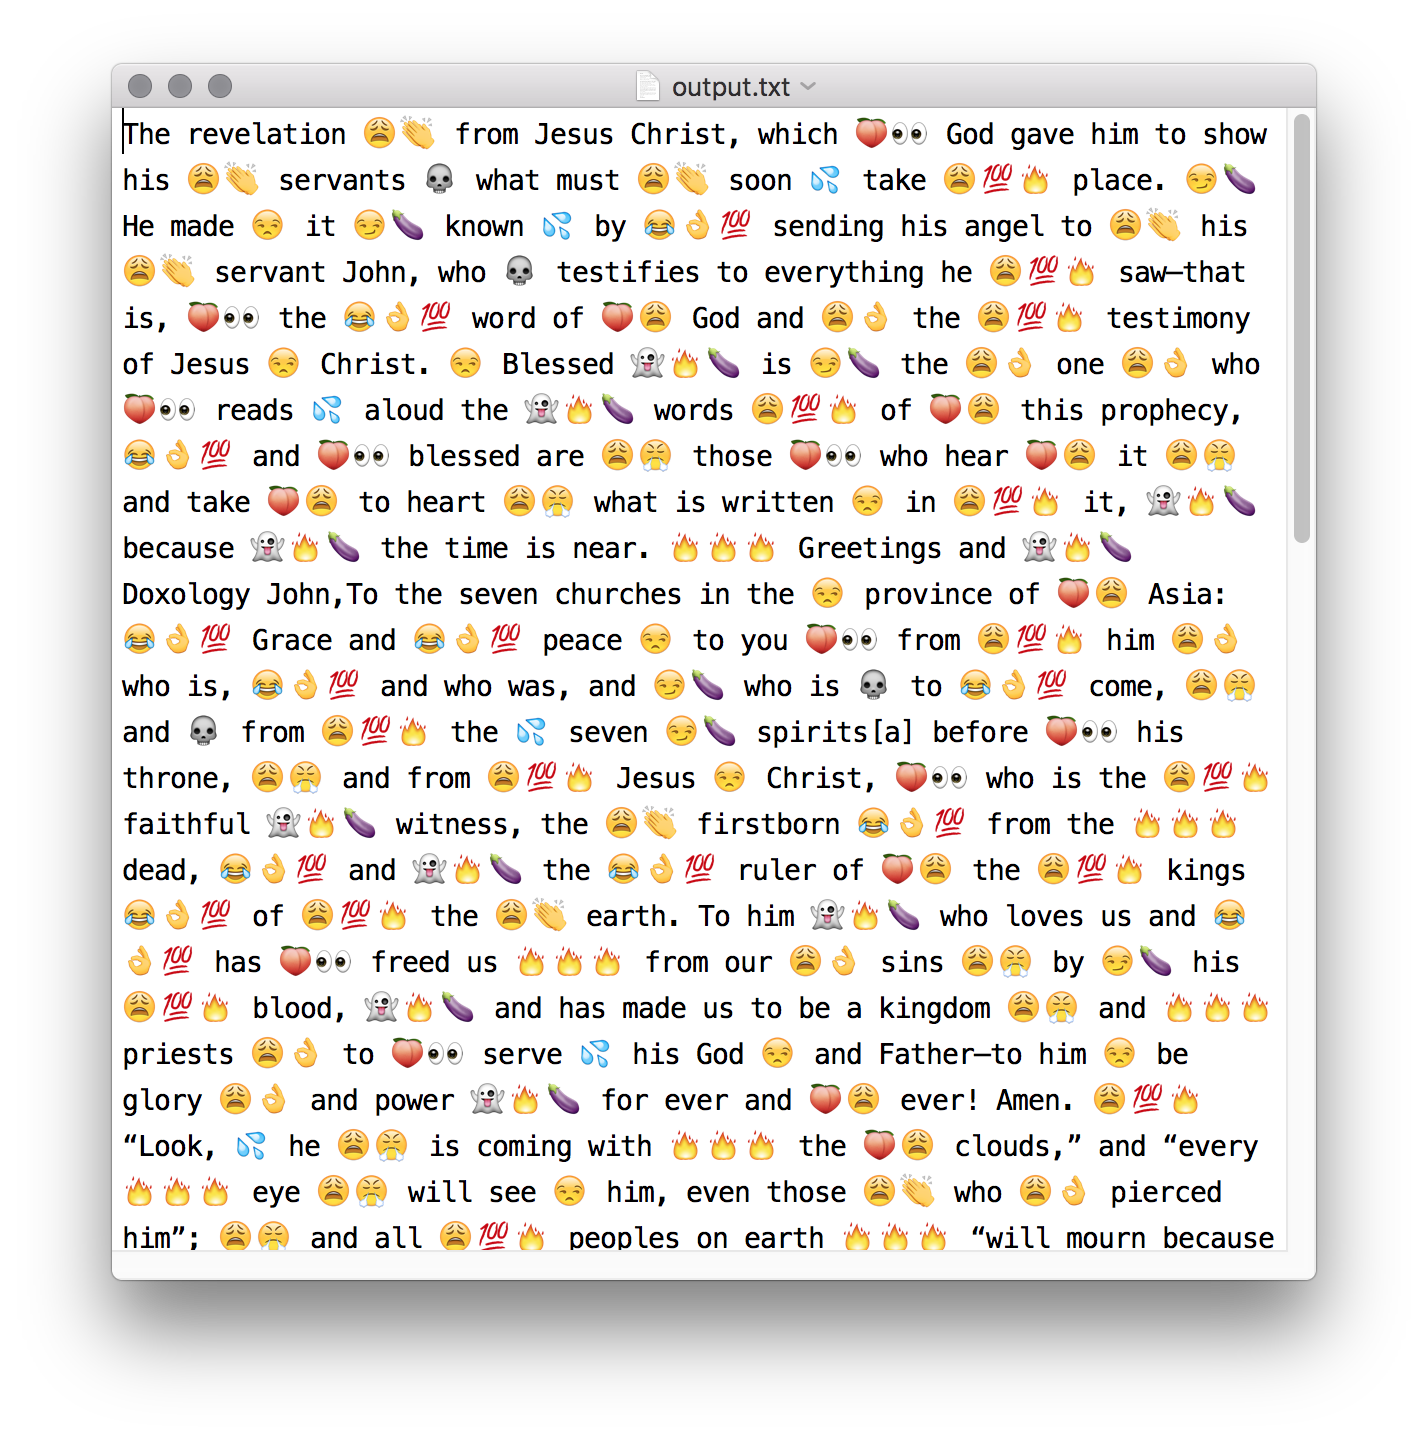 output.txt
The revelation 😩👏 from Jesus Christ, which 🍑👀 God gave him to show
his 😩👏 servants 💀 what must 😩👏 soon 💦 take 😩💯🔥 place. 😏🍆
He made 😒 it 😏🍆 known 💦 by 😂👌💯 sending his angel to 😩👏 his
😩👏 servant John, who 💀 testifies to everything he 😩💯🔥 saw—that
is, 🍑👀 the 😂👌💯 word of 🍑😩 God and 😩👌 the 😩💯🔥 testimony
of Jesus 😒 Christ. 😒 Blessed 👻🔥🍆 is 😏🍆 the 😩👌 one 😩👌 who
🍑👀 reads 💦 aloud the 👻🔥🍆 words 😩💯🔥 of 🍑😩 this prophecy,
😂👌💯 and 🍑👀 blessed are 😩😤 those 🍑👀 who hear 🍑😩 it 😩😤
and take 🍑😩 to heart 😩😤 what is written 😒 in 😩💯🔥 it, 👻🔥🍆
because 👻🔥🍆 the time is near. 🔥🔥🔥 Greetings and 👻🔥🍆
Doxology John,To the seven churches in the 😒 province of 🍑😩 Asia:
😂👌💯 Grace and 😂👌💯 peace 😒 to you 🍑👀 from 😩💯🔥 him 😩👌
who is, 😂👌💯 and who was, and 😏🍆 who is 💀 to 😂👌💯 come, 😩😤
and 💀 from 😩💯🔥 the 💦 seven 😏🍆 spirits[a] before 🍑👀 his
throne, 😩😤 and from 😩💯🔥 Jesus 😒 Christ, 🍑👀 who is the 😩💯🔥
faithful 👻🔥🍆 witness, the 😩👏 firstborn 😂👌💯 from the 🔥🔥🔥
dead, 😂👌💯 and 👻🔥🍆 the 😂👌💯 ruler of 🍑😩 the 😩💯🔥 kings
😂👌💯 of 😩💯🔥 the 😩👏 earth. To him 👻🔥🍆 who loves us and 😂
👌💯 has 🍑👀 freed us 🔥🔥🔥 from our 😩👌 sins 😩😤 by 😏🍆 his
😩💯🔥 blood, 👻🔥🍆 and has made us to be a kingdom 😩😤 and 🔥🔥🔥
priests 😩👌 to 🍑👀 serve 💦 his God 😒 and Father—to him 😒 be
glory 😩👌 and power 👻🔥🍆 for ever and 🍑😩 ever! Amen. 😩💯🔥
“Look, 💦 he 😩😤 is coming with 🔥🔥🔥 the 🍑😩 clouds,” and “every
🔥🔥🔥 eye 😩😤 will see 😒 him, even those 😩👏 who 😩👌 pierced
him”; 😩😤 and all 😩💯🔥 peoples on earth 🔥🔥🔥 “will mourn because